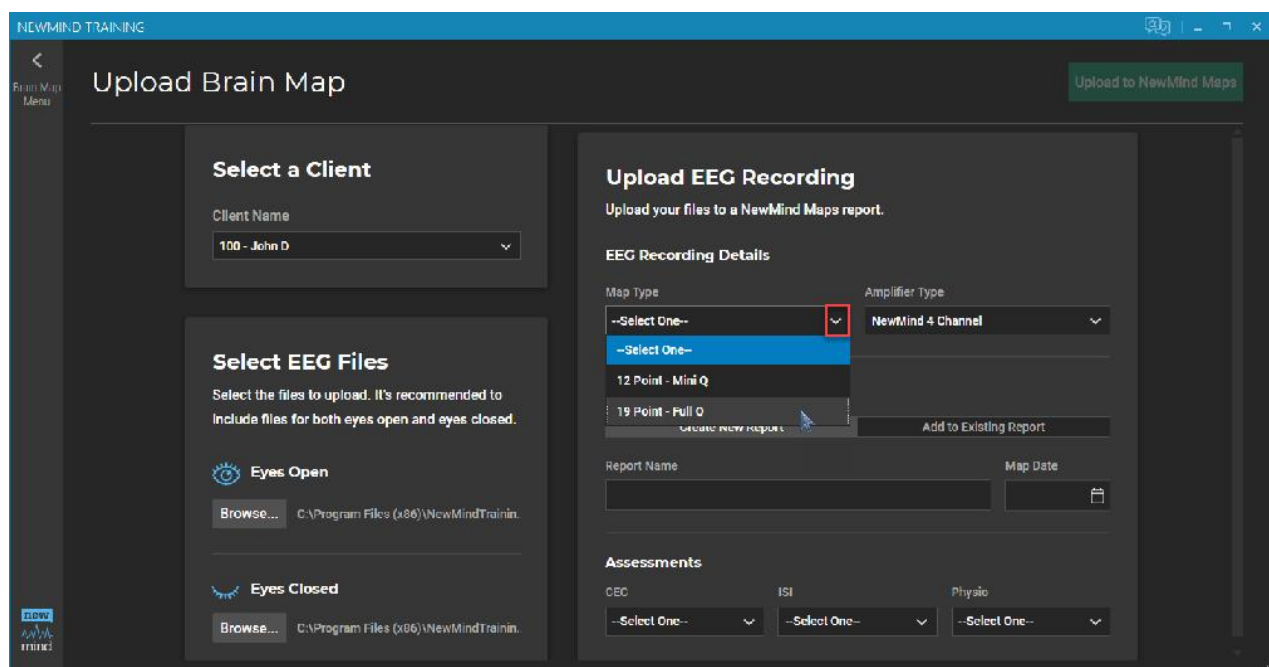 NEWMIND TRAINING
Brain Map
Menu
Upload Brain Map
Upload to NewMind Maps
Select a Client
Client Name
100 - John D
Select EEG Files
Select the files to upload. It's recommended to
include files for both eyes open and eyes closed.
Eyes Open
Browse... C:\Program Files (x86)\NewMindTrainin.
Eyes Closed
Browse... C:\Program Files (x86)\NewMindTrainin.
Upload EEG Recording
Upload your files to a NewMind Maps report.
EEG Recording Details
Map Type
Amplifier Type
--Select One--
NewMind 4 Channel
--Select One--
12 Point - Mini Q
19 Point - Full Q
Create New Report
Add to Existing Report
Report Name
Map Date
Assessments
CEC
ISI
Physio
--Select One--
--Select One--
--Select One--
new
mind